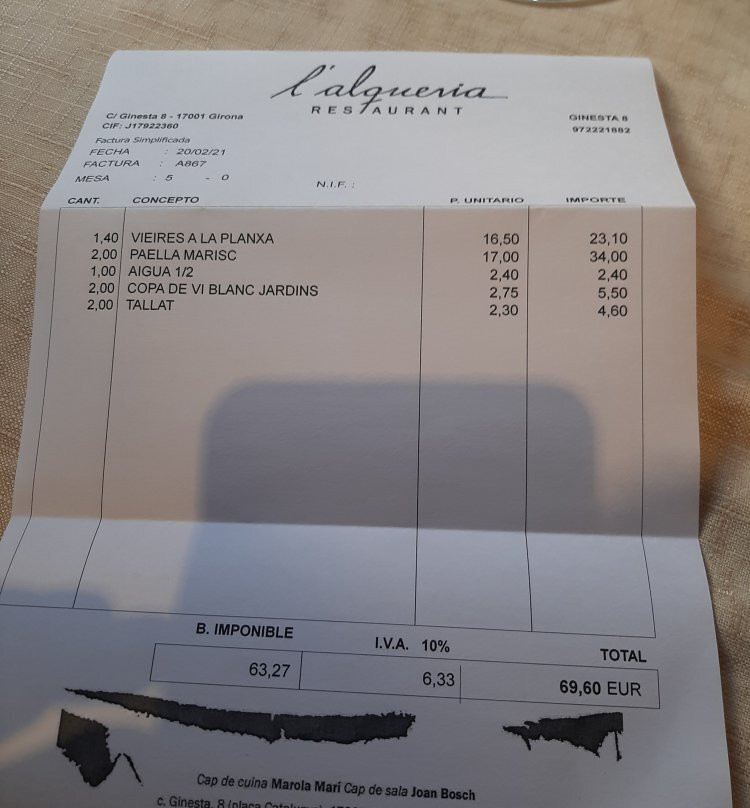 l'alqueria
RESTAURANT
C/ Ginesta 8 - 17001 Girona
CIF: J17922360
GINESTA 8
972221882
Factura Simplificada
FECHA : 20/02/21
FACTURA : A867
MESA : 5 - 0
N.I.F. :
CANT. CONCEPTO P. UNITARIO IMPORTE
1,40 VIEIRES A LA PLANXA 16,50 23,10
2,00 PAELLA MARISC 17,00 34,00
1,00 AIGUA 1/2 2,40 2,40
2,00 COPA DE VI BLANC JARDINS 2,75 5,50
2,00 TALLAT 2,30 4,60
B. IMPONIBLE I.V.A. 10% TOTAL
63,27 6,33 69,60 EUR
Cap de cuina Marola Marí Cap de sala Joan Bosch
c. Ginesta, 8